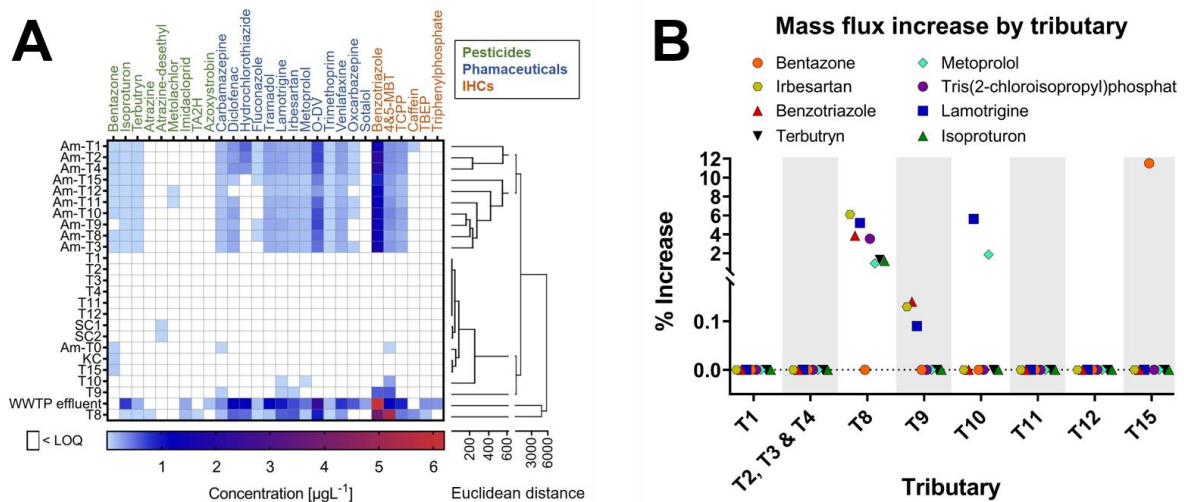 A
Bentazone
Isoproturon
Terbutryn
Atrazine
Atrazine-desethyl
Metolachlor
Imidacloprid
TA2H
Azoxystrobin
Carbamazepine
Diclofenac
Hydrochlorothiazide
Fluconazole
Tramadol
Lamotrigine
Irbesartan
Metoprolol
O-DV
Trimethoprim
Venlafaxine
Oxcarbazepine
Sotalol
Benzotriazole
4&5-MBT
TCPP
Caffein
TBEP
Triphenylphosphate
Pesticides
Phamaceuticals
IHCs
Am-T1
Am-T2
Am-T4
Am-T15
Am-T12
Am-T11
Am-T10
Am-T9
Am-T8
Am-T3
T1
T2
T3
T4
T11
T12
SC1
SC2
Am-T0
KC
T15
T10
T9
WWTP effluent
T8
< LOQ
1 2 3 4 5 6
Concentration [µgL⁻¹]
200 400 600 3000 6000
Euclidean distance
B
Mass flux increase by tributary
Bentazone
Irbesartan
Benzotriazole
Terbutryn
Metoprolol
Tris(2-chloroisopropyl)phosphat
Lamotrigine
Isoproturon
% Increase
12
10
8
6
4
2
0.1
0.0
T1
T2, T3 & T4
T8
T9
T10
T11
T12
T15
Tributary